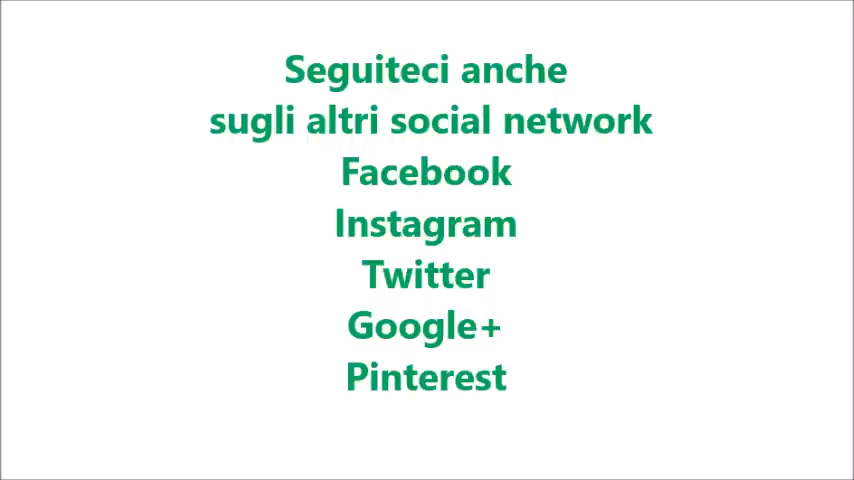 Seguiteci anche
sugli altri social network
Facebook
Instagram
Twitter
Google+
Pinterest